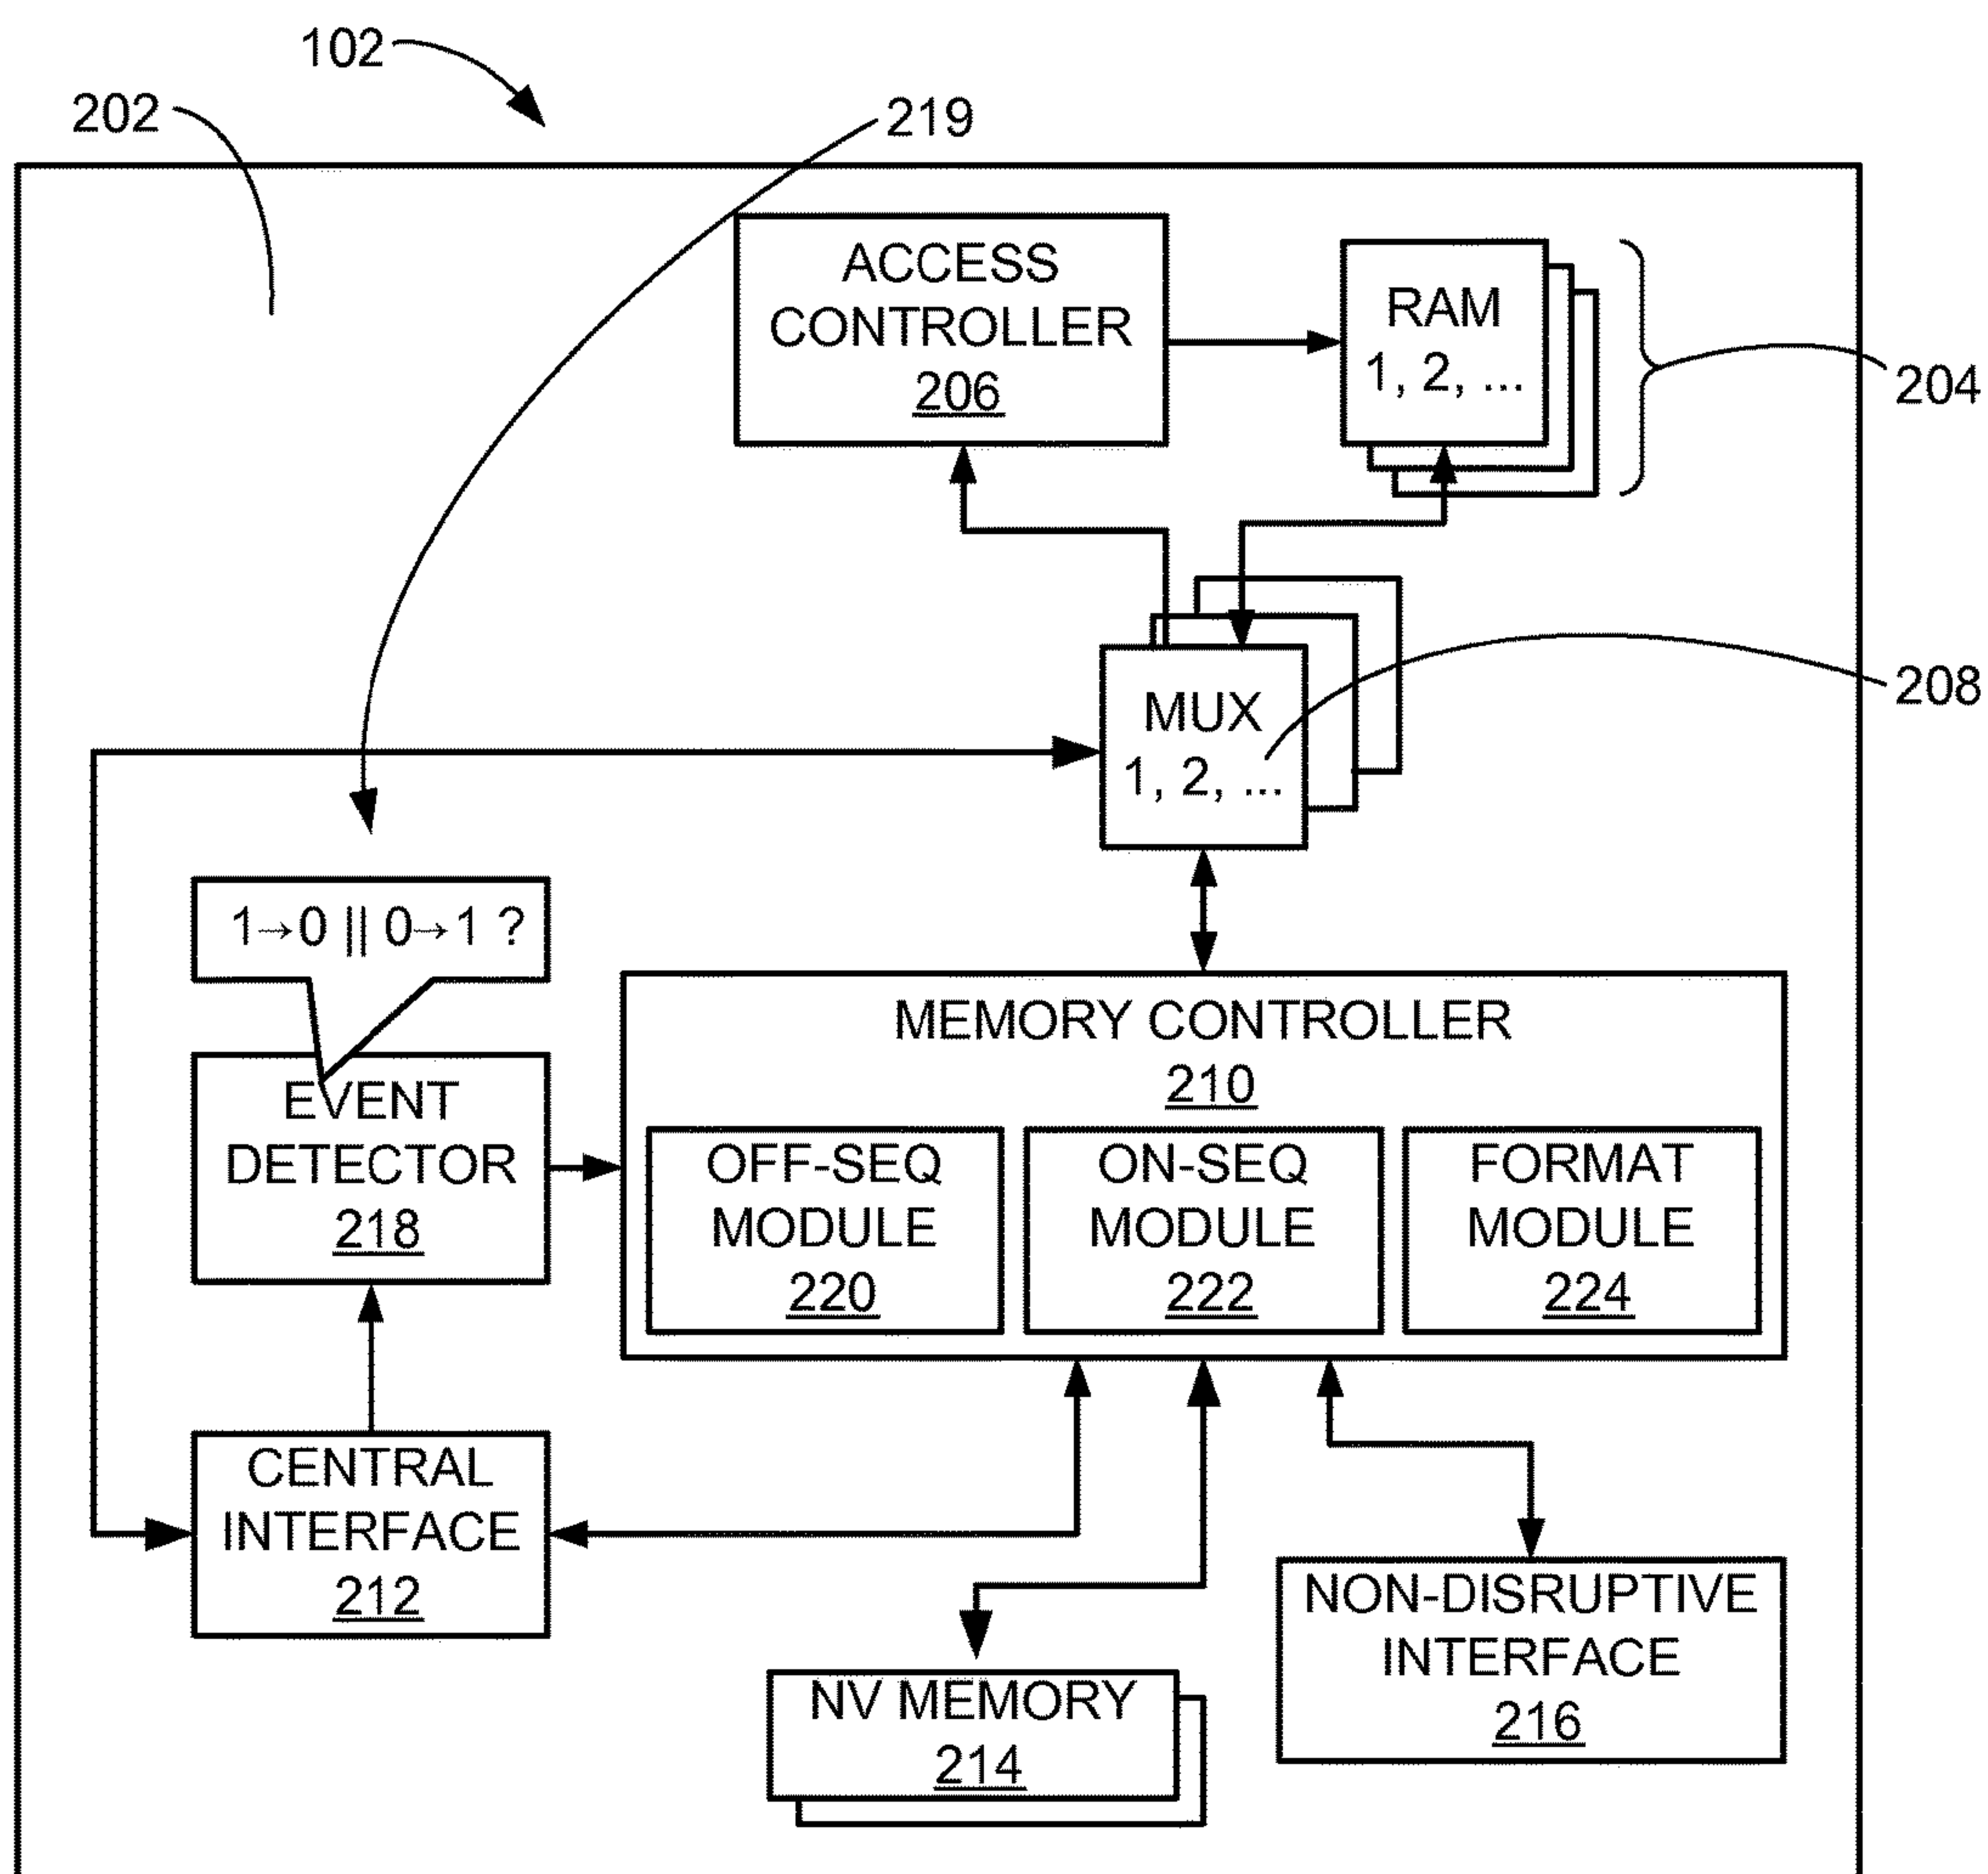 102
202
219
ACCESS
CONTROLLER
206
RAM
1, 2, ...
204
MUX
1, 2, ...
208
1→0 || 0→1 ?
MEMORY CONTROLLER
210
EVENT
DETECTOR
218
OFF-SEQ
MODULE
220
ON-SEQ
MODULE
222
FORMAT
MODULE
224
CENTRAL
INTERFACE
212
NON-DISRUPTIVE
INTERFACE
216
NV MEMORY
214